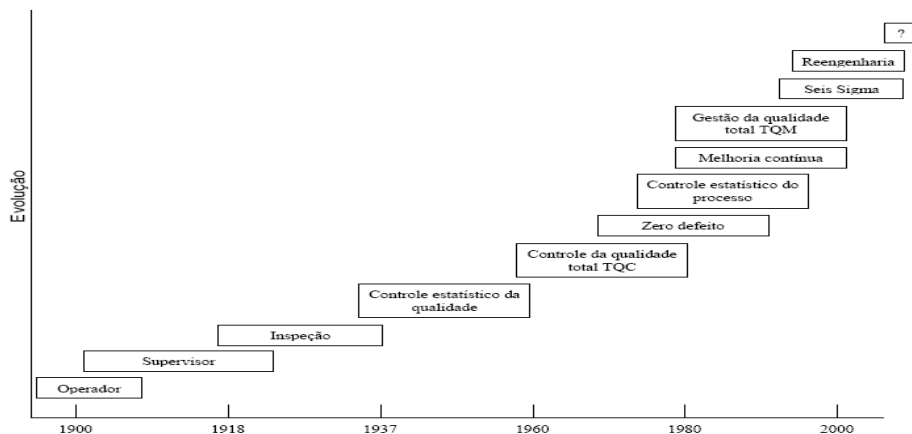 ?
Reengenharia
Seis Sigma
Gestão da qualidade
total TQM
Melhoria contínua
Controle estatístico do
processo
Zero defeito
Controle da qualidade
total TQC
Controle estatístico da
qualidade
Inspeção
Supervisor
Operador
Evolução
1900 1918 1937 1960 1980 2000